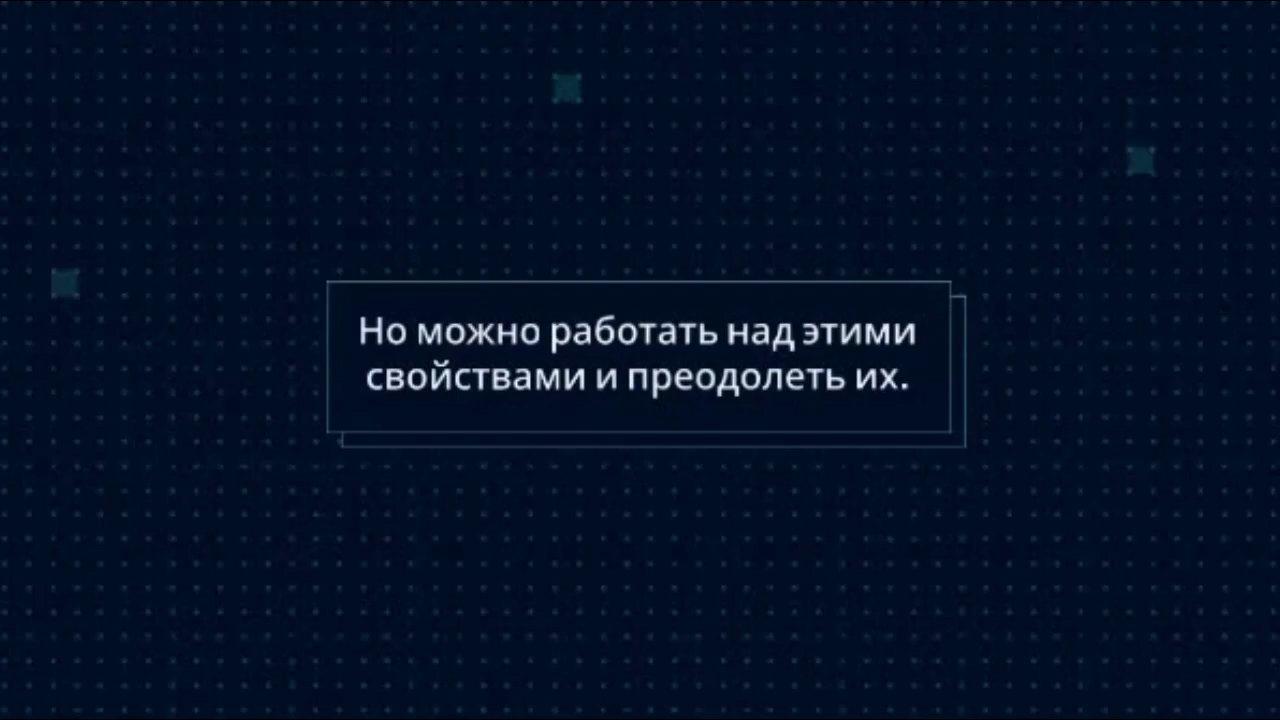 Но можно работать над этими
свойствами и преодолеть их.